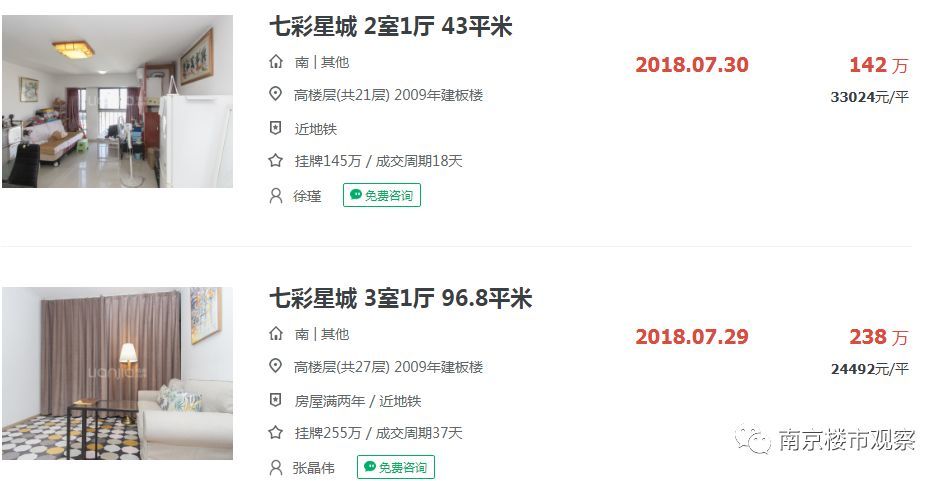 七彩星城 2室1厅 43平米
南 | 其他
2018.07.30
142 万
高楼层(共21层) 2009年建板楼
33024元/平
近地铁
挂牌145万 / 成交周期18天
徐瑾
免费咨询
七彩星城 3室1厅 96.8平米
南 | 其他
2018.07.29
238 万
高楼层(共27层) 2009年建板楼
24492元/平
房屋满两年 / 近地铁
挂牌255万 / 成交周期37天
张晶伟
免费咨询
南京楼市观察